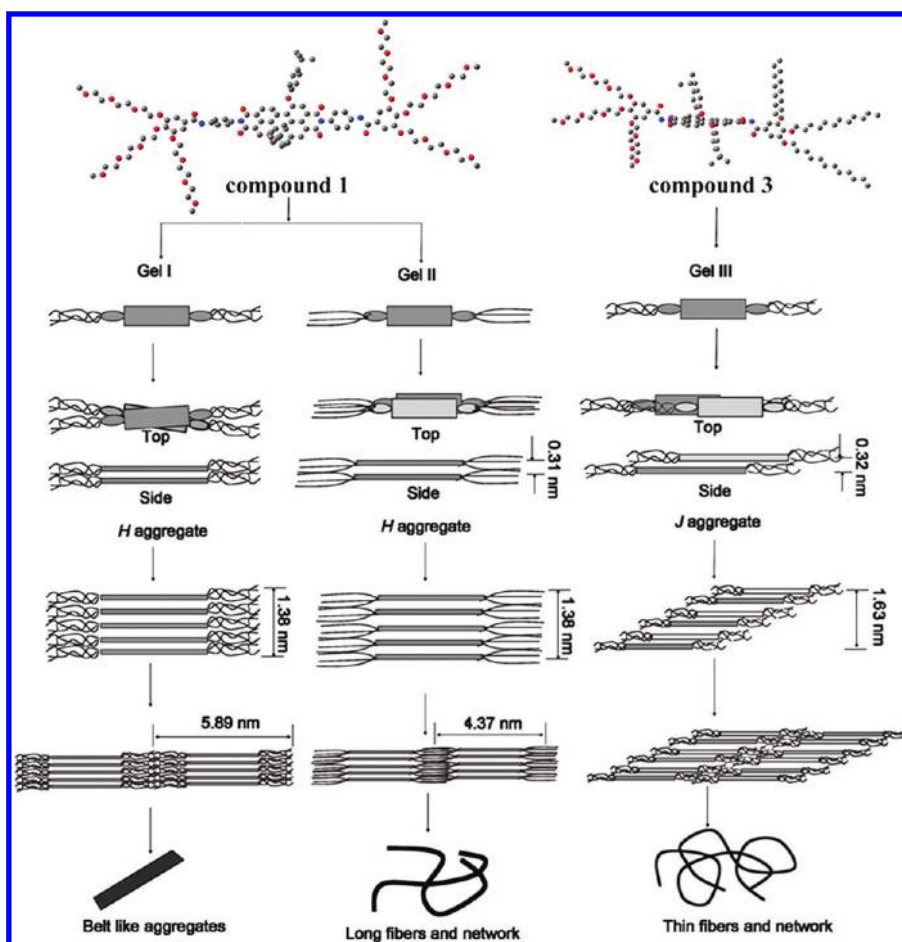 compound 1
compound 3
Gel I
Gel II
Gel III
Top
Top
Top
0.31 nm
0.32 nm
Side
Side
Side
H aggregate
H aggregate
J aggregate
1.38 nm
1.38 nm
1.63 nm
5.89 nm
4.37 nm
Belt like aggregates
Long fibers and network
Thin fibers and network